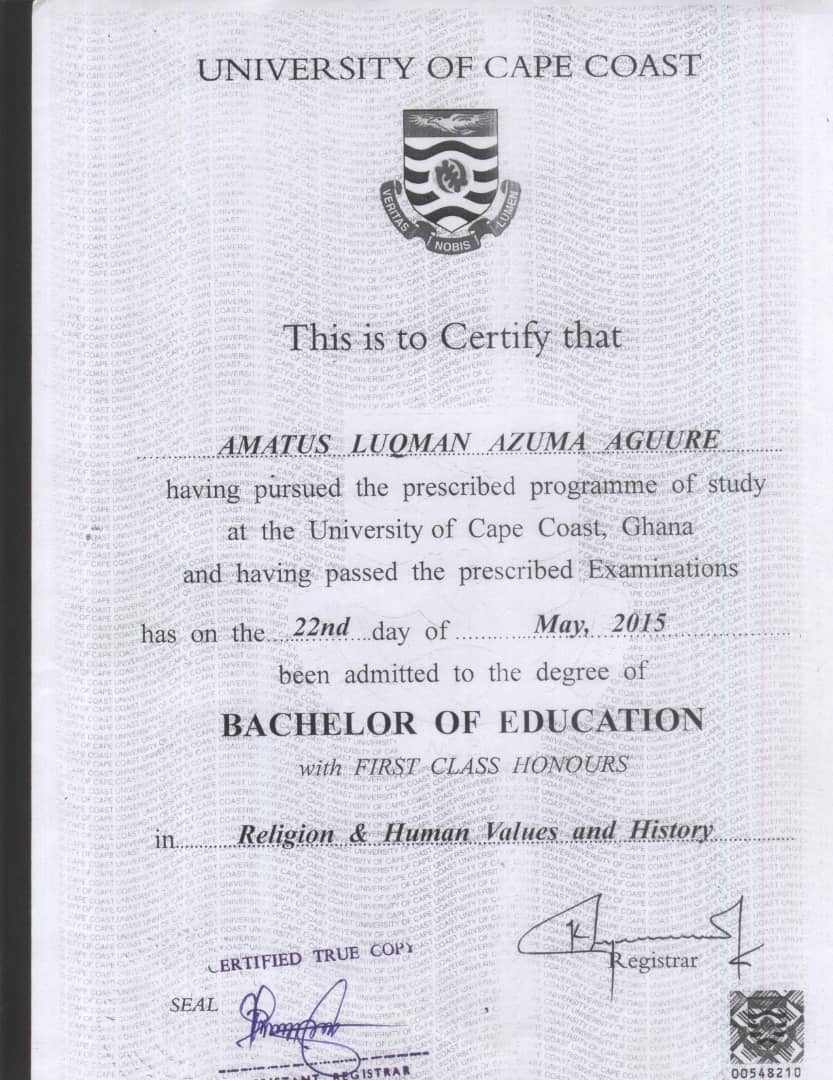 UNIVERSITY OF CAPE COAST
VERITAS NOBIS LUMEN
This is to Certify that
AMATUS LUQMAN AZUMA AGUURE
having pursued the prescribed programme of study
at the University of Cape Coast, Ghana
and having passed the prescribed Examinations
has on the 22nd day of May, 2015
been admitted to the degree of
BACHELOR OF EDUCATION
with FIRST CLASS HONOURS
in Religion & Human Values and History
CERTIFIED TRUE COPY
Registrar
SEAL
REGISTRAR
00548210